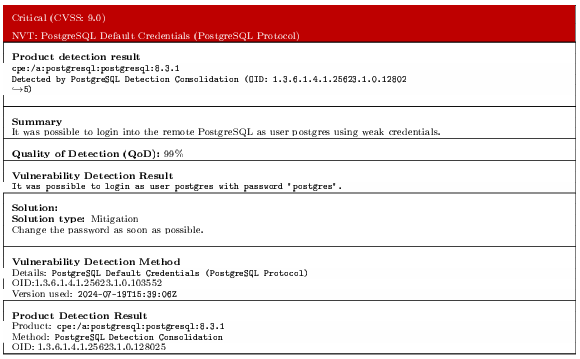 Critical (CVSS: 9.0)
NVT: PostgreSQL Default Credentials (PostgreSQL Protocol)
Product detection result
cpe:/a:postgresql:postgresql:8.3.1
Detected by PostgreSQL Detection Consolidation (OID: 1.3.6.1.4.1.25623.1.0.12802
↪5)
Summary
It was possible to login into the remote PostgreSQL as user postgres using weak credentials.
Quality of Detection (QoD): 99%
Vulnerability Detection Result
It was possible to login as user postgres with password "postgres".
Solution:
Solution type: Mitigation
Change the password as soon as possible.
Vulnerability Detection Method
Details: PostgreSQL Default Credentials (PostgreSQL Protocol)
OID:1.3.6.1.4.1.25623.1.0.103552
Version used: 2024-07-19T15:39:06Z
Product Detection Result
Product: cpe:/a:postgresql:postgresql:8.3.1
Method: PostgreSQL Detection Consolidation
OID: 1.3.6.1.4.1.25623.1.0.128025